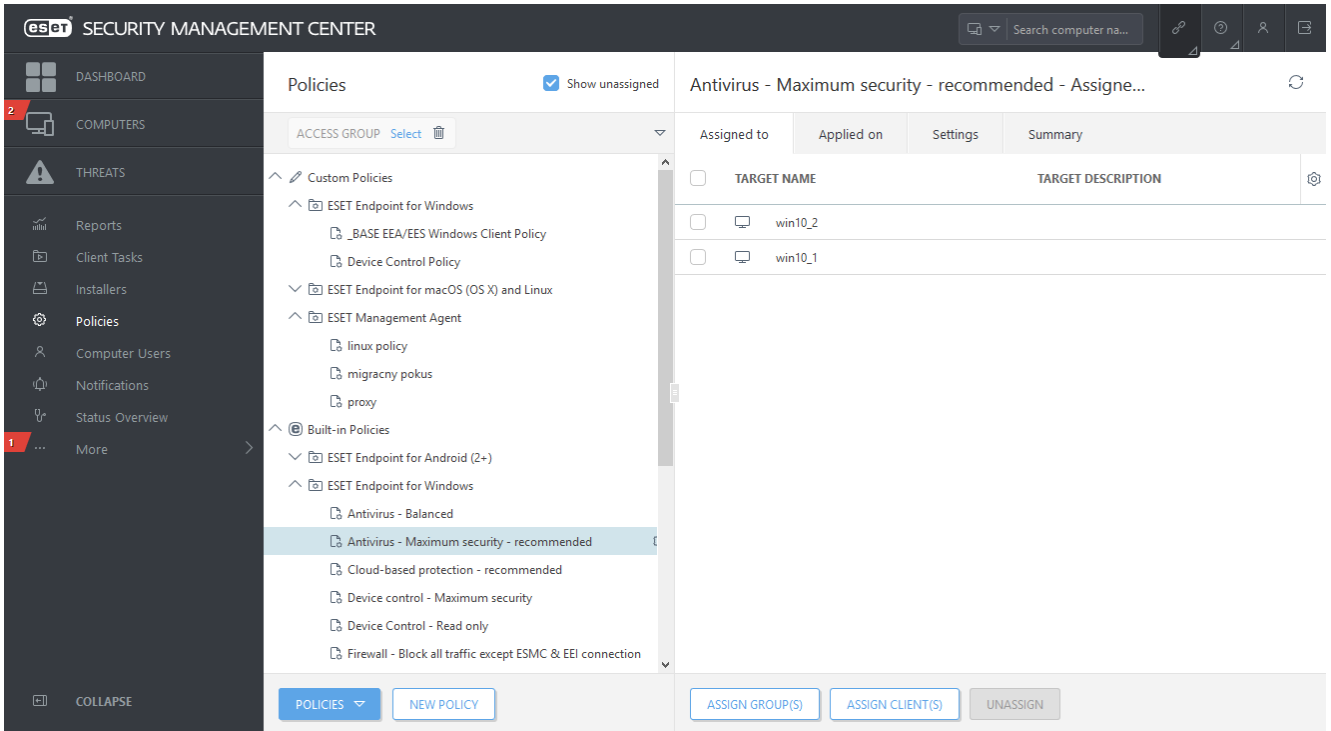 eset SECURITY MANAGEMENT CENTER
Search computer na...
DASHBOARD
2
COMPUTERS
THREATS
Reports
Client Tasks
Installers
Policies
Computer Users
Notifications
Status Overview
1
More
COLLAPSE
Policies
Show unassigned
ACCESS GROUP Select
Custom Policies
ESET Endpoint for Windows
_BASE EEA/EES Windows Client Policy
Device Control Policy
ESET Endpoint for macOS (OS X) and Linux
ESET Management Agent
linux policy
migracny pokus
proxy
e Built-in Policies
ESET Endpoint for Android (2+)
ESET Endpoint for Windows
Antivirus - Balanced
Antivirus - Maximum security - recommended
Cloud-based protection - recommended
Device control - Maximum security
Device Control - Read only
Firewall - Block all traffic except ESMC & EEI connection
POLICIES
NEW POLICY
Antivirus - Maximum security - recommended - Assigne...
Assigned to Applied on Settings Summary
TARGET NAME TARGET DESCRIPTION
win10_2
win10_1
ASSIGN GROUP(S) ASSIGN CLIENT(S) UNASSIGN